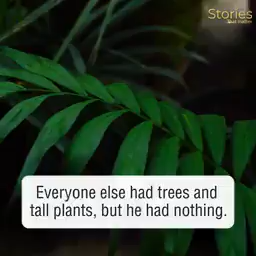 Stories
Everyone else had trees and
tall plants, but he had nothing.